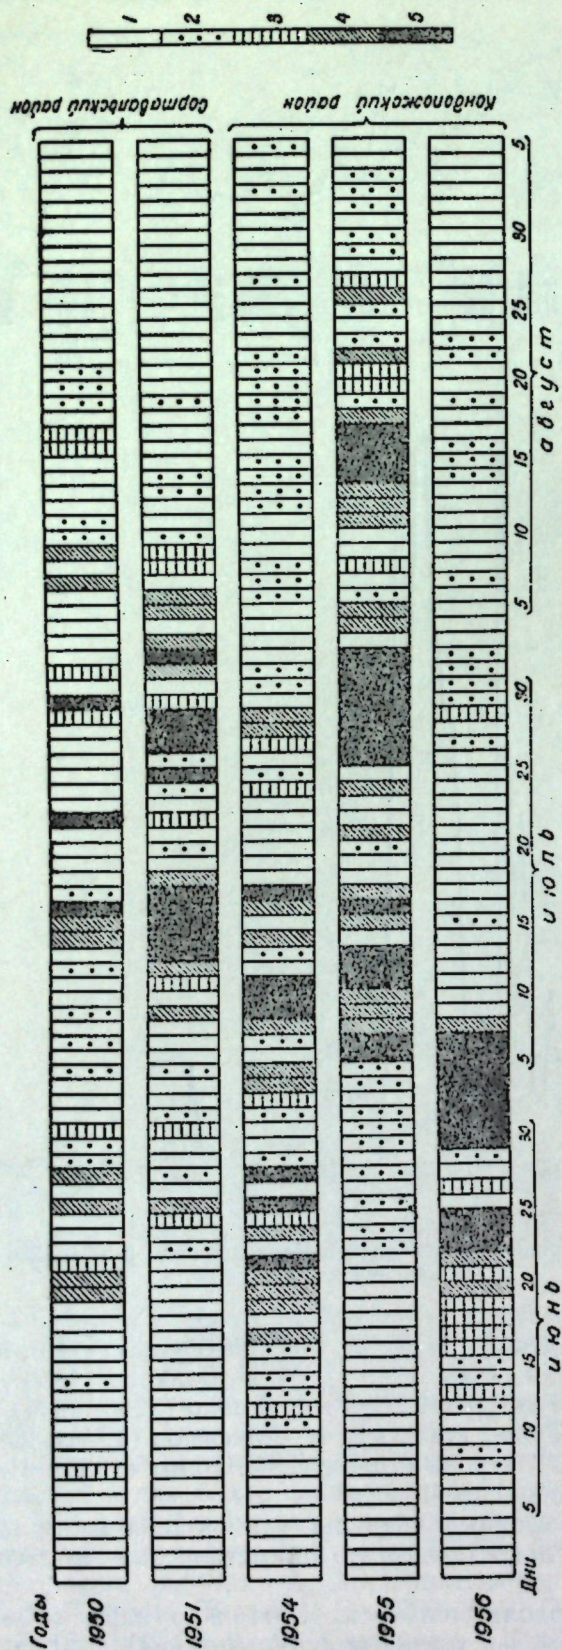 1 2 3 4 5
Сортавальский район
Кондопожский район
Годы
1950
1951
1954
1955
1956
Дни 5 10 15 20 25 30 5 10 15 20 25 30 5 10 15 20 25 30 5
июнь июль август